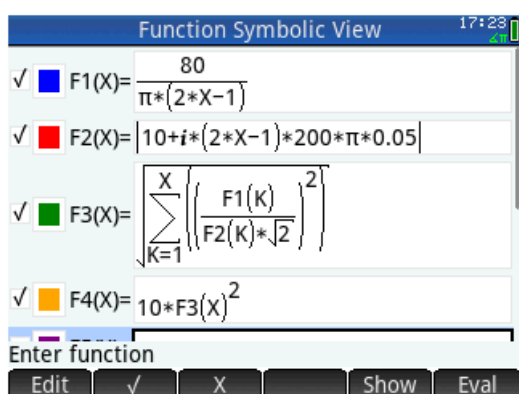 Function Symbolic View 17:23
∡π
√ F1(X)= 80/(π*(2*X−1))
√ F2(X)= |10+i*(2*X−1)*200*π*0.05|
√ F3(X)= √(∑_{K=1}^{X}((F1(K)/(F2(K)*√2))^2))
√ F4(X)= 10*F3(X)^2
Enter function
Edit √ X Show Eval